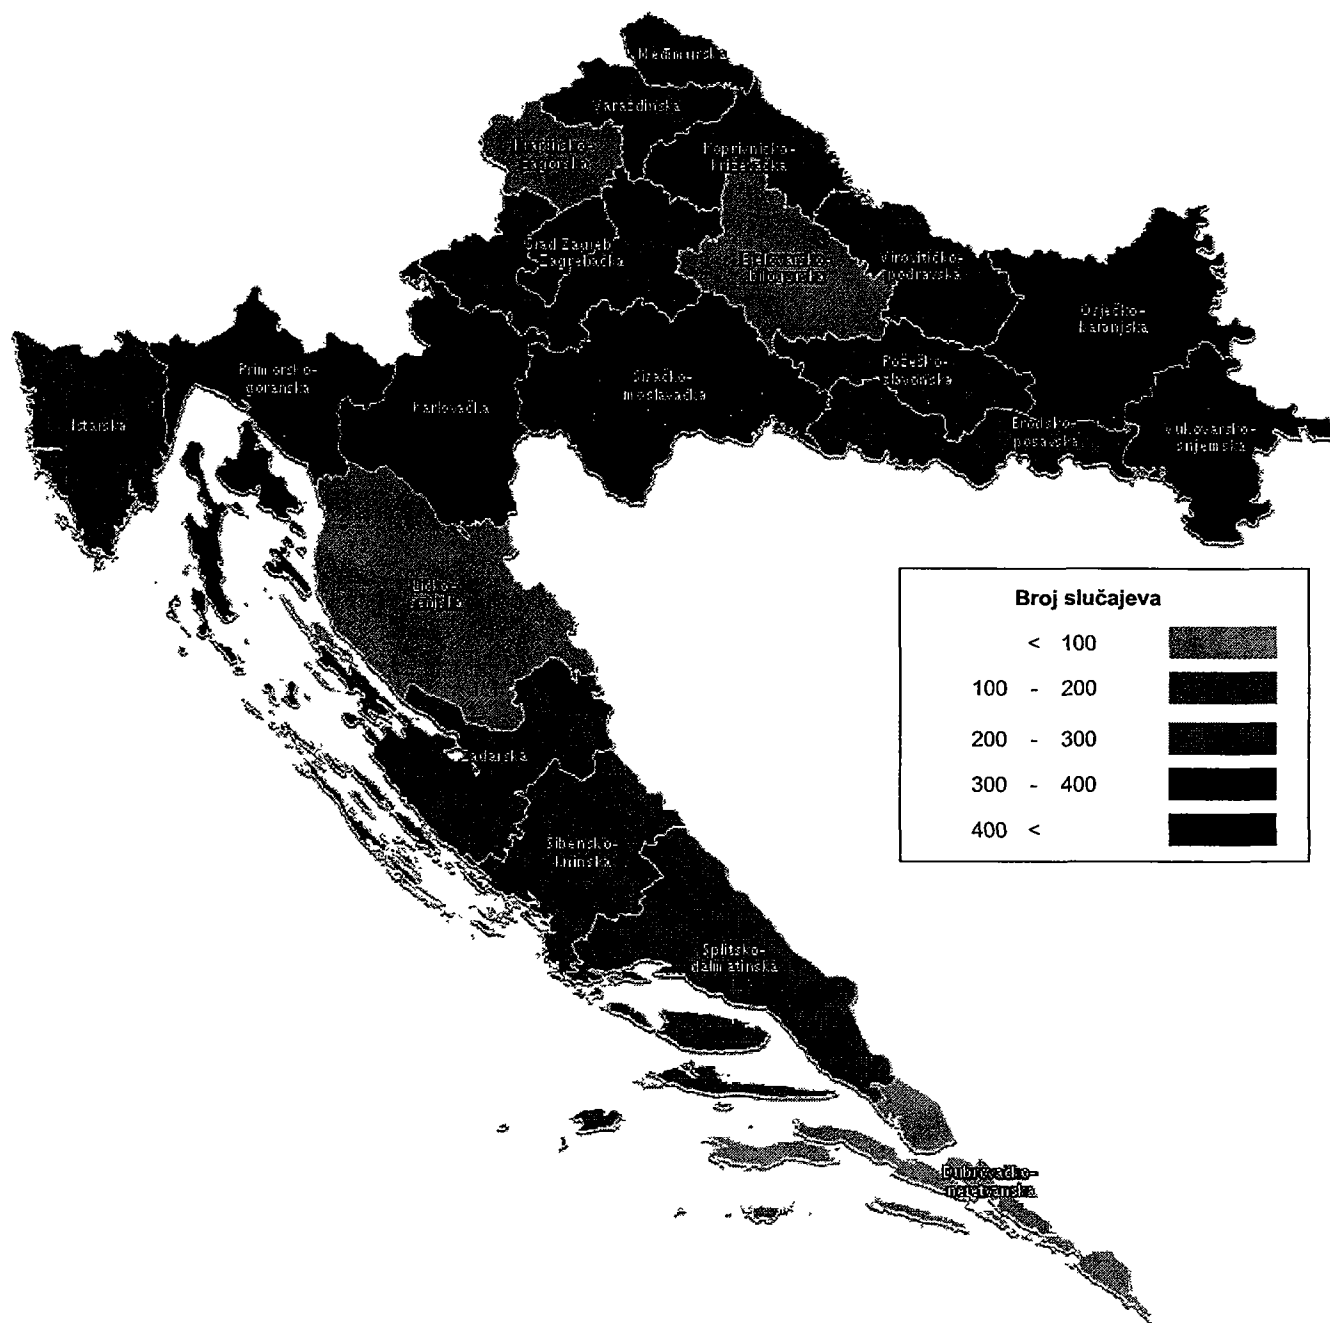 Međimurska
Varaždinska
Krapinsko-
zagorska
Koprivničko-
križevačka
Grad Zagreb
Zagrebačka
Bjelovarsko-
bilogorska
Virovitičko-
podravska
Osječko-
baranjska
Primorsko-
goranska
Istarska
Karlovačka
Sisačko-
moslavačka
Požeško-
slavonska
Brodsko-
posavska
Vukovarsko-
srijemska
Ličko-
senjska
Zadarska
Šibensko-
kninska
Splitsko-
dalmatinska
Dubrovačko-
neretvanska
Broj slučajeva
< 100
100 - 200
200 - 300
300 - 400
400 <